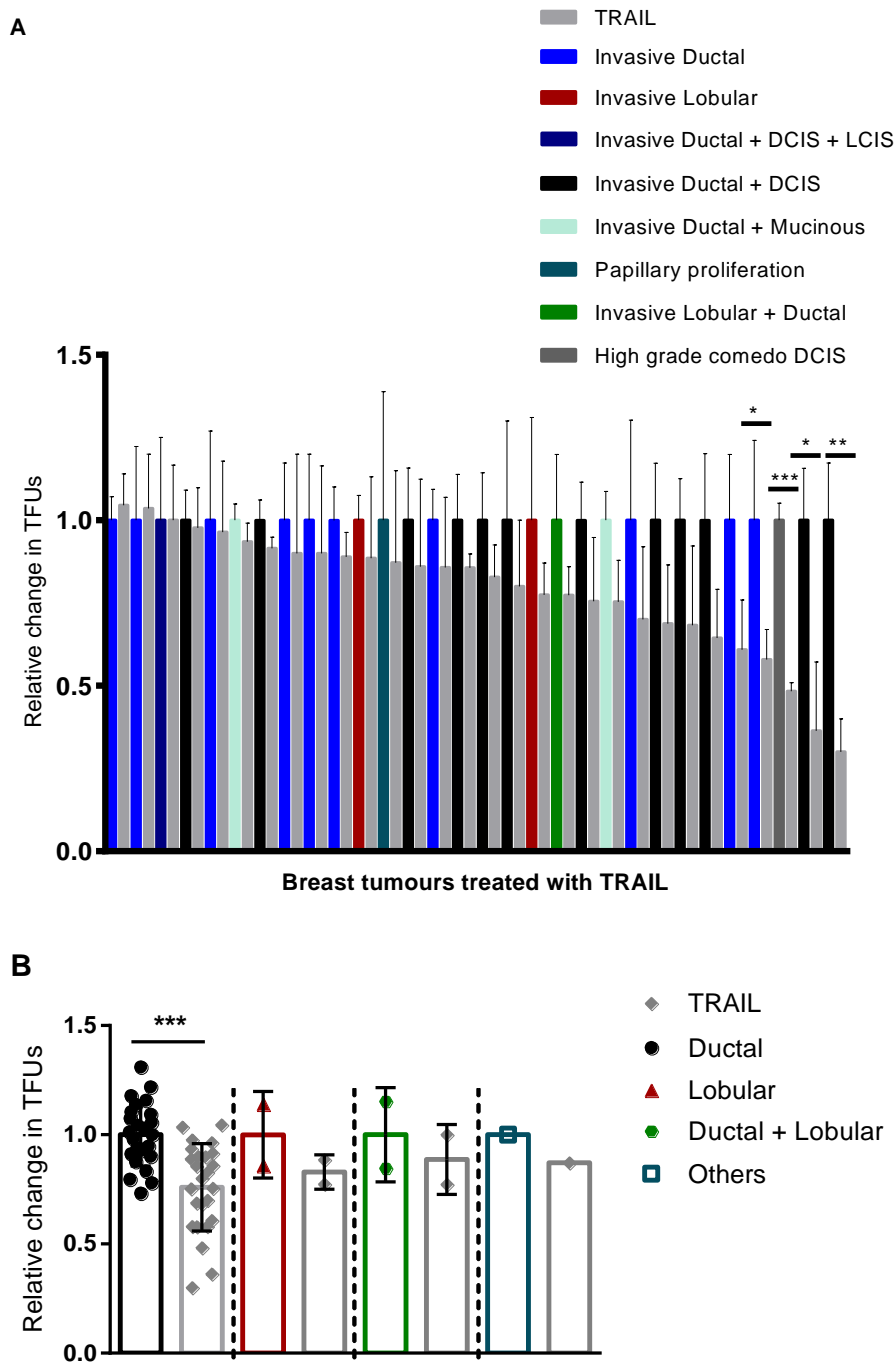 A
TRAIL
Invasive Ductal
Invasive Lobular
Invasive Ductal + DCIS + LCIS
Invasive Ductal + DCIS
Invasive Ductal + Mucinous
Papillary proliferation
Invasive Lobular + Ductal
High grade comedo DCIS
Relative change in TFUs
1.5
1.0
0.5
0.0
*
***
*
**
Breast tumours treated with TRAIL
B
Relative change in TFUs
1.5
1.0
0.5
0.0
***
TRAIL
Ductal
Lobular
Ductal + Lobular
Others